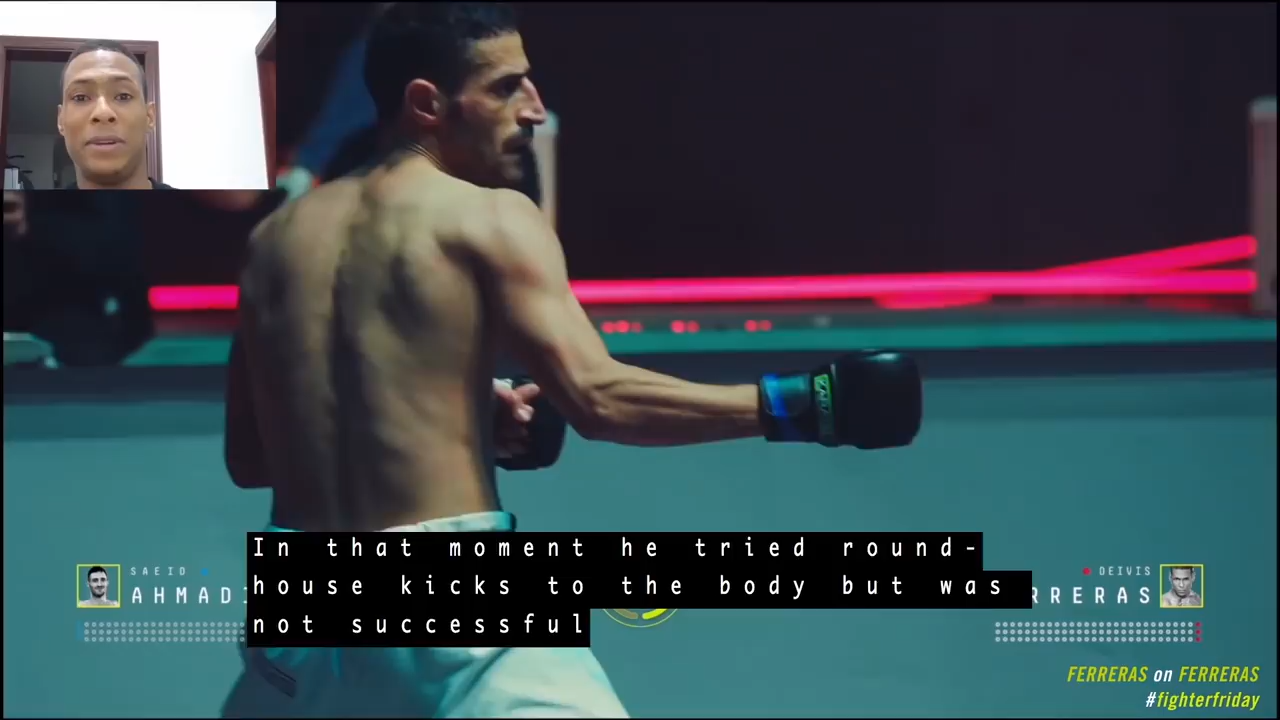 In that moment he tried round-
house kicks to the body but was
not successful
SAEID
AHMADI
DEIVIS
RRERAS
FERRERAS on FERRERAS
#fighterfriday